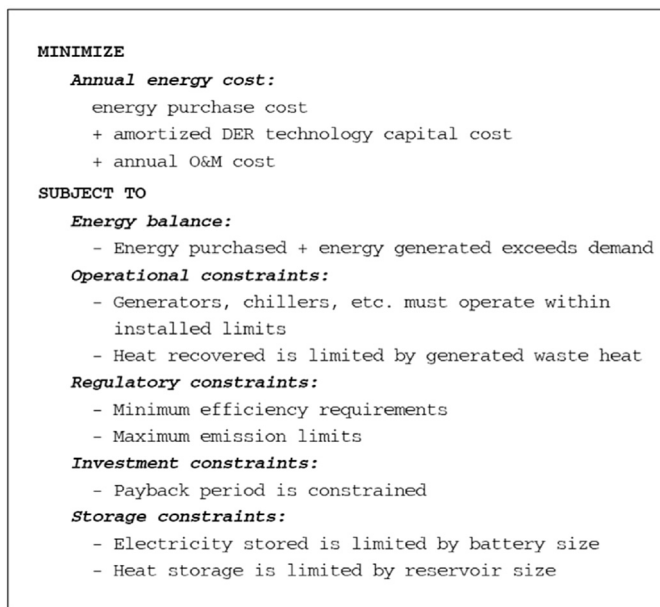 MINIMIZE
Annual energy cost:
energy purchase cost
+ amortized DER technology capital cost
+ annual O&M cost
SUBJECT TO
Energy balance:
- Energy purchased + energy generated exceeds demand
Operational constraints:
- Generators, chillers, etc. must operate within
installed limits
- Heat recovered is limited by generated waste heat
Regulatory constraints:
- Minimum efficiency requirements
- Maximum emission limits
Investment constraints:
- Payback period is constrained
Storage constraints:
- Electricity stored is limited by battery size
- Heat storage is limited by reservoir size